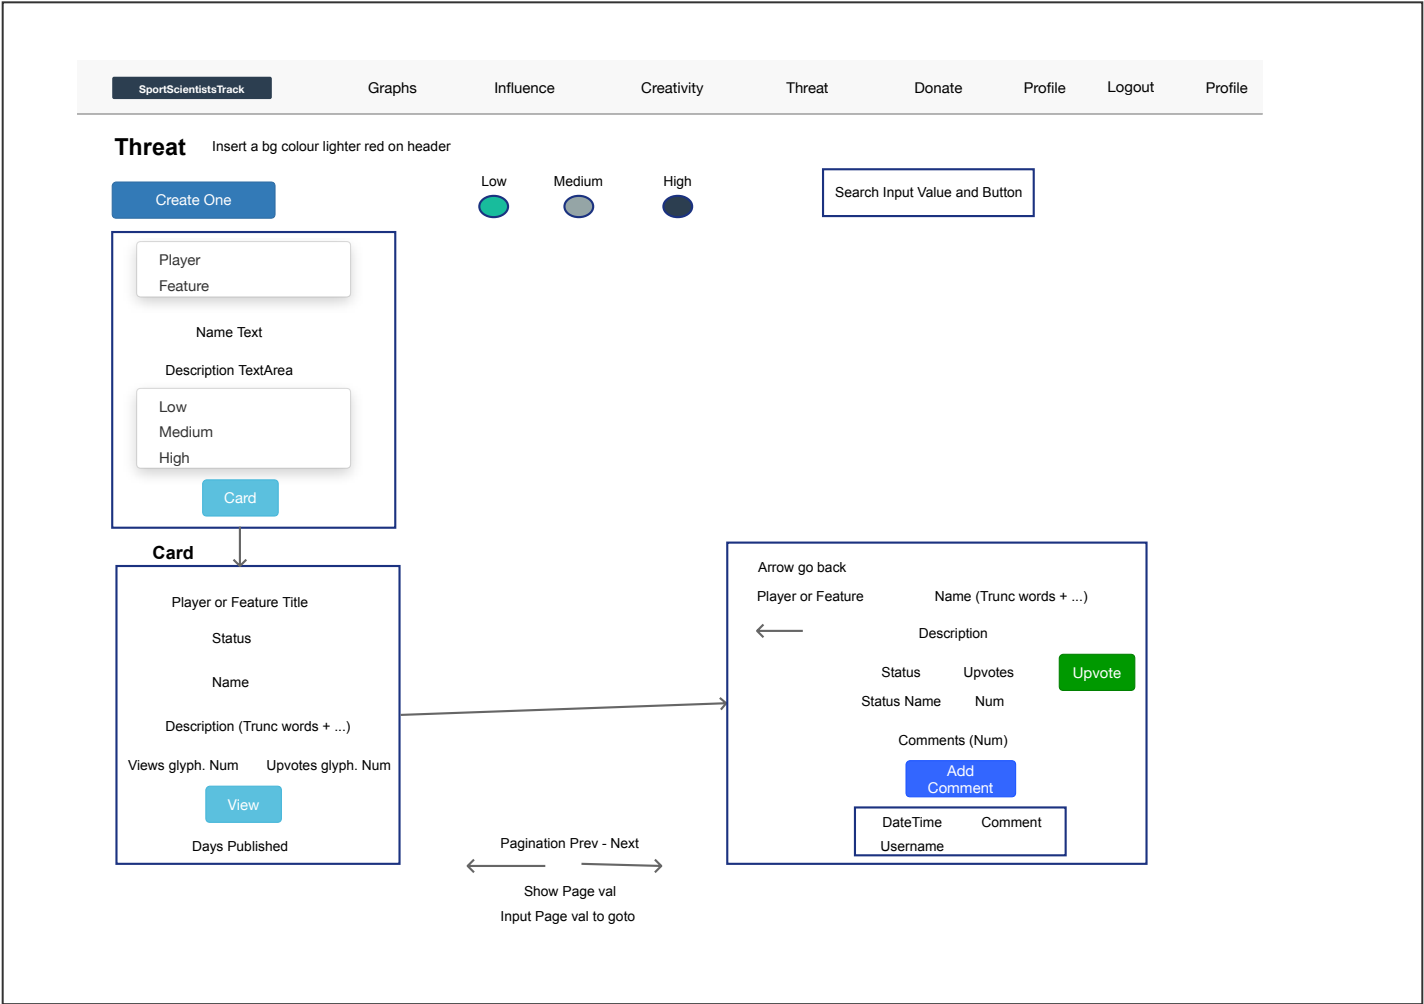 SportScientistsTrack Graphs Influence Creativity Threat Donate Profile Logout Profile
Threat Insert a bg colour lighter red on header
Low Medium High
Search Input Value and Button
Create One
Player
Feature
Name Text
Description TextArea
Low
Medium
High
Card
Card
Player or Feature Title
Status
Name
Description (Trunc words + ...)
Views glyph. Num Upvotes glyph. Num
View
Days Published
Arrow go back
Player or Feature Name (Trunc words + ...)
Description
Status Upvotes Upvote
Status Name Num
Comments (Num)
Add
Comment
DateTime Comment
Username
Pagination Prev - Next
Show Page val
Input Page val to goto